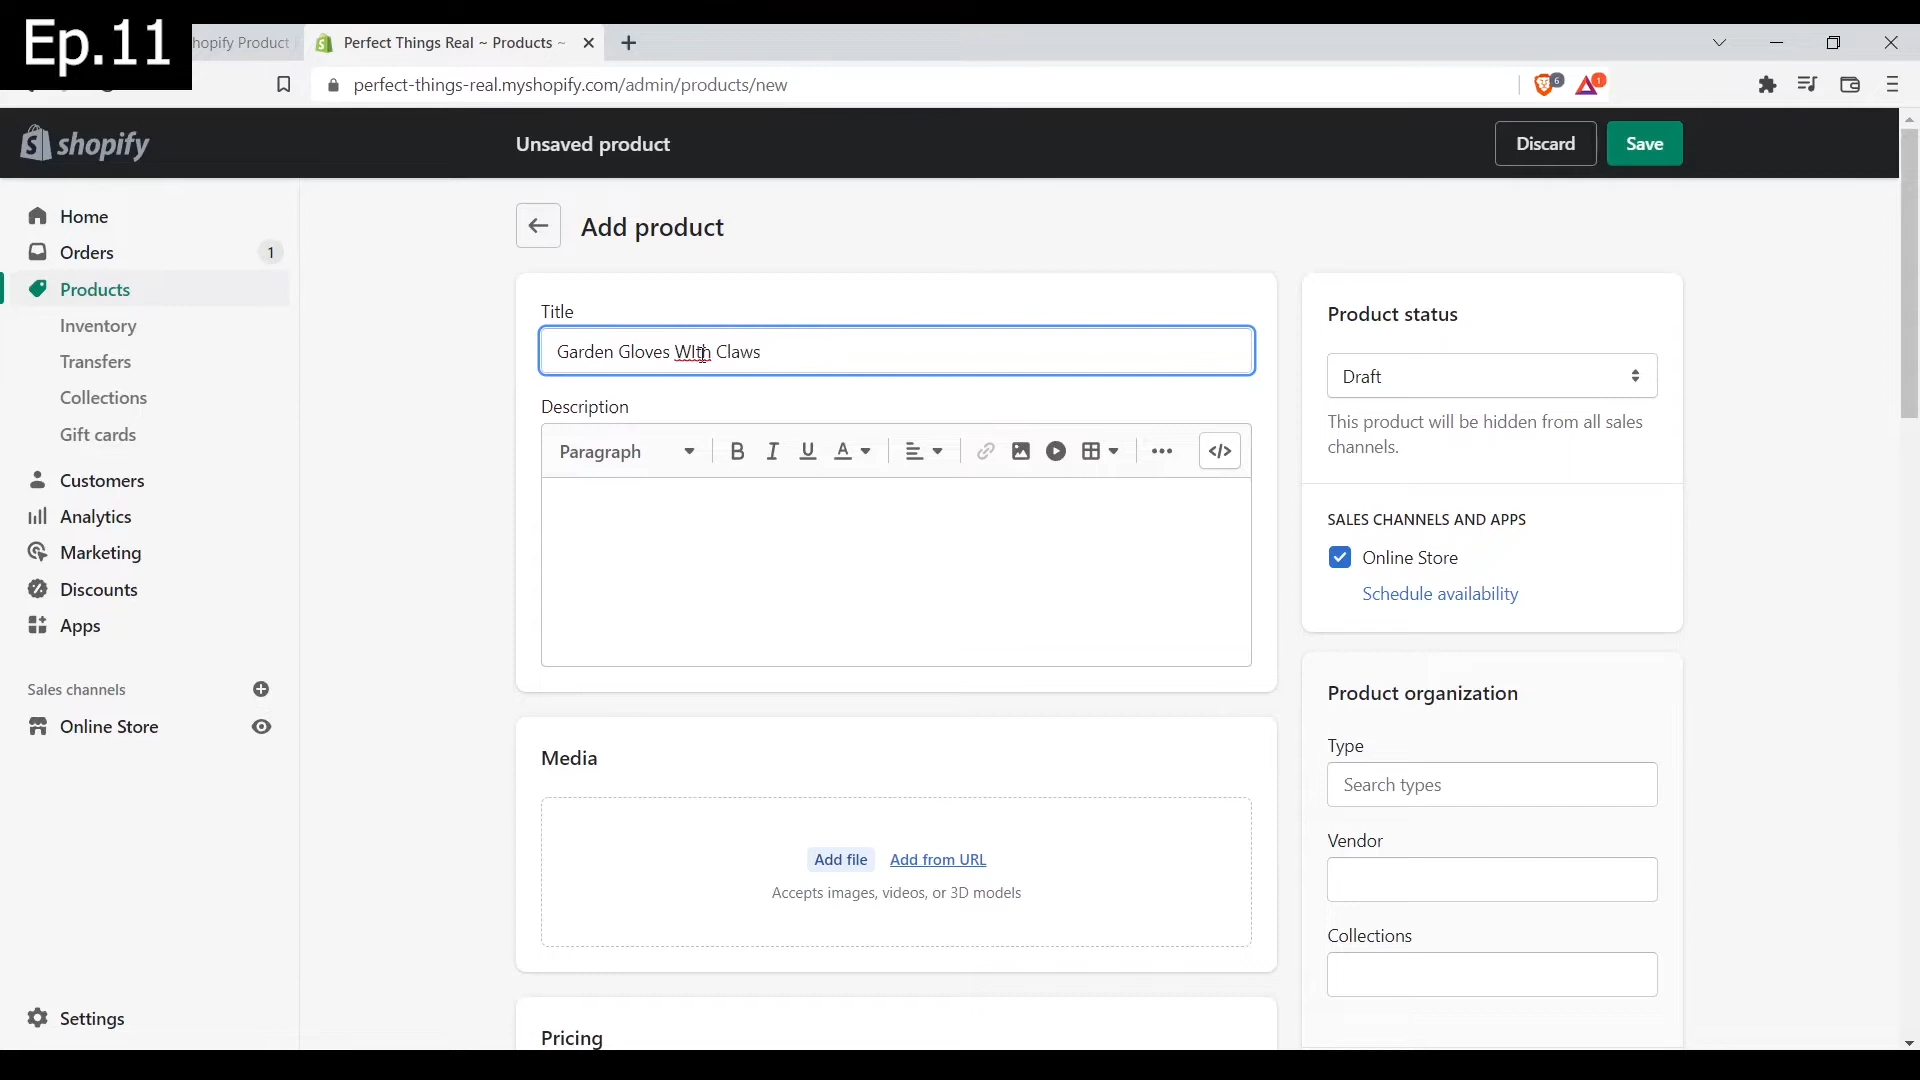 Ep.11
hopify Product
Perfect Things Real ~ Products ~
perfect-things-real.myshopify.com/admin/products/new
6
1
shopify
Unsaved product
Discard
Save
Home
Orders
1
Products
Inventory
Transfers
Collections
Gift cards
Customers
Analytics
Marketing
Discounts
Apps
Sales channels
Online Store
Settings
Add product
Title
Garden Gloves WIth Claws
Description
Paragraph
B I U A
</>
Media
Add file Add from URL
Accepts images, videos, or 3D models
Pricing
Product status
Draft
This product will be hidden from all sales
channels.
SALES CHANNELS AND APPS
Online Store
Schedule availability
Product organization
Type
Search types
Vendor
Collections